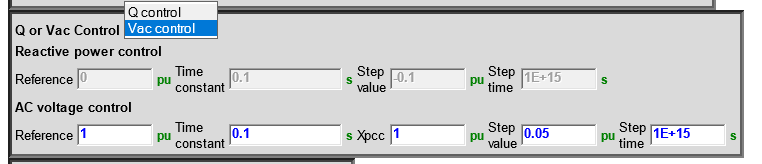 Q control
Q or Vac Control Vac control
Reactive power control
Reference 0 pu Time constant 0.1 s Step value -0.1 pu Step time 1E+15 s
AC voltage control
Reference 1 pu Time constant 0.1 s Xpcc 1 pu Step value 0.05 pu Step time 1E+15 s